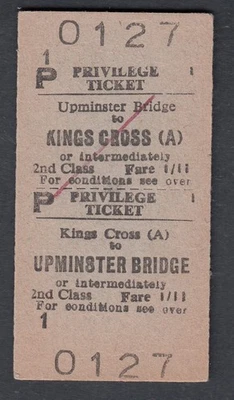 0127
1
P PRIVILEGE 1
TICKET
Upminster Bridge
to
KINGS CROSS (A)
or intermediately
2nd Class Fare 1/11
For conditions see over
P PRIVILEGE
TICKET
Kings Cross (A)
to
UPMINSTER BRIDGE
or intermediately
2nd Class Fare 1/11
For conditions see over
1
0127